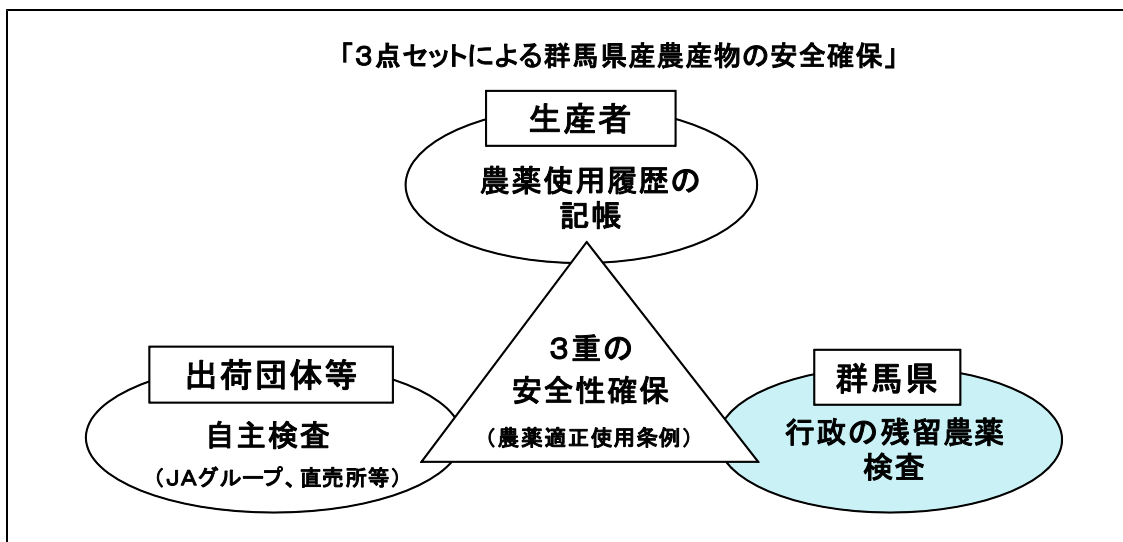 「３点セットによる群馬県産農産物の安全確保」
生産者
農薬使用履歴の
記帳
３重の
安全性確保
（農薬適正使用条例）
出荷団体等
自主検査
（JAグループ、直売所等）
群馬県
行政の残留農薬
検査